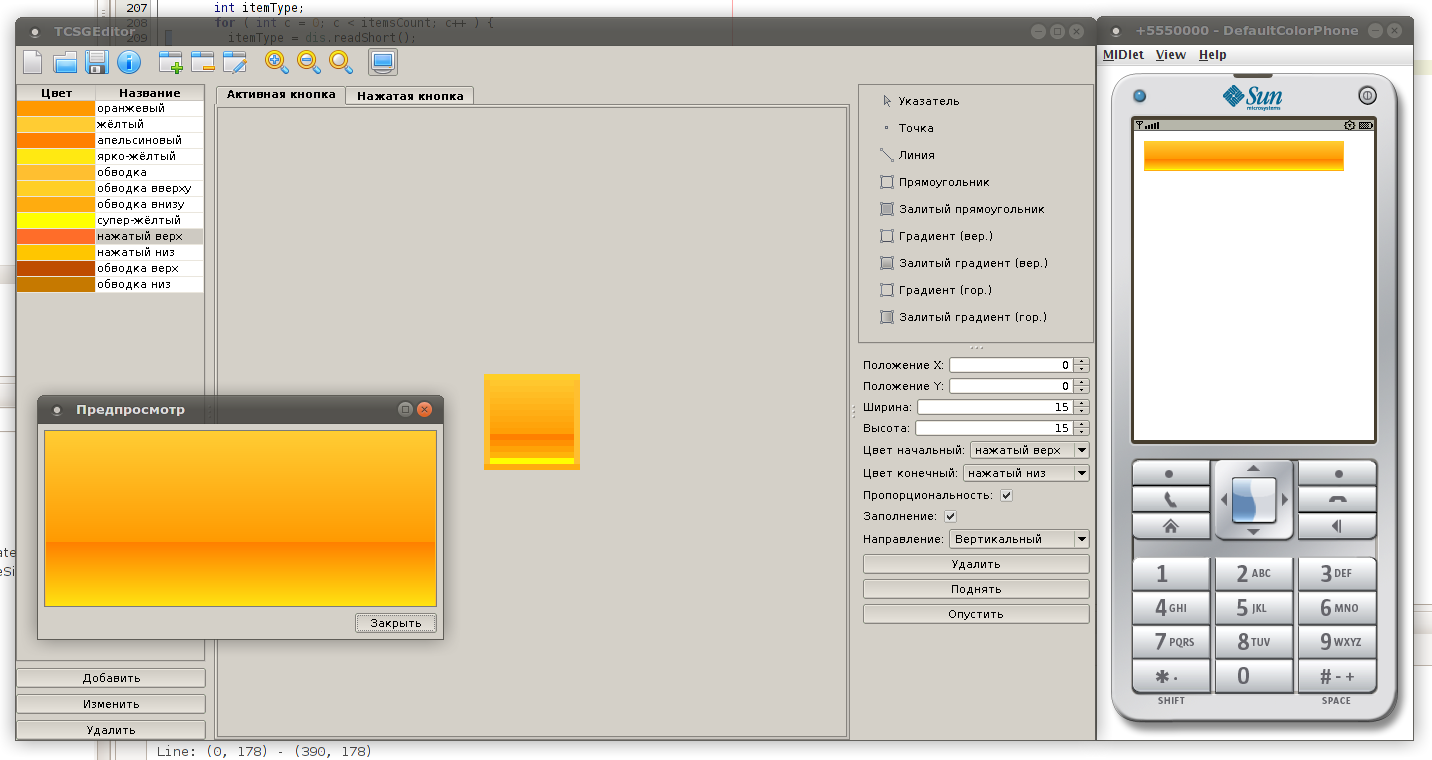 207 int itemType;
208 for ( int c = 0; c < itemsCount; c++ ) {
209 itemType = dis.readShort();
TCSGEditor
Цвет Название
оранжевый
жёлтый
апельсиновый
ярко-жёлтый
обводка
обводка вверху
обводка внизу
супер-жёлтый
нажатый верх
нажатый низ
обводка верх
обводка низ
Добавить
Изменить
Удалить
Активная кнопка Нажатая кнопка
Предпросмотр
Закрыть
Указатель
Точка
Линия
Прямоугольник
Залитый прямоугольник
Градиент (вер.)
Залитый градиент (вер.)
Градиент (гор.)
Залитый градиент (гор.)
Положение X: 0
Положение Y: 0
Ширина: 15
Высота: 15
Цвет начальный: нажатый верх
Цвет конечный: нажатый низ
Пропорциональность:
Заполнение:
Направление: Вертикальный
Удалить
Поднять
Опустить
+5550000 - DefaultColorPhone
MIDlet View Help
Sun
microsystems
1 2 ABC 3 DEF
4 GHI 5 JKL 6 MNO
7 PQRS 8 TUV 9 WXYZ
* . 0 # - +
SHIFT SPACE
Line: (0, 178) - (390, 178)